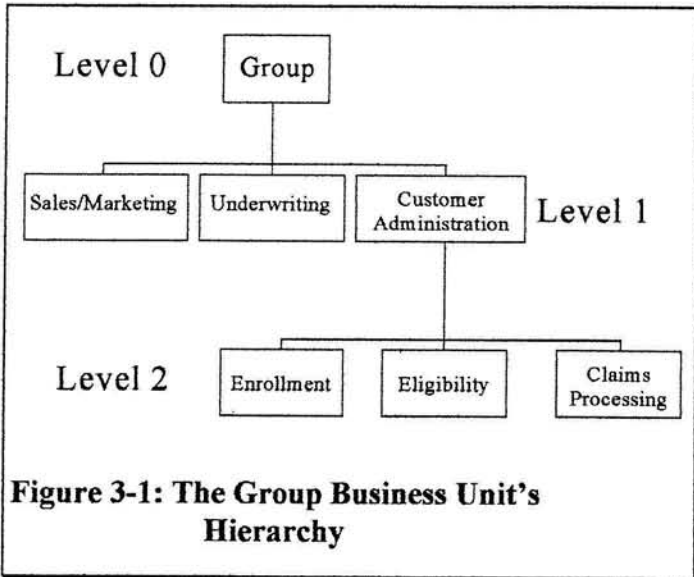 Level 0
Group
Sales/Marketing
Underwriting
Customer
Administration
Level 1
Level 2
Enrollment
Eligibility
Claims
Processing
Figure 3-1: The Group Business Unit's
Hierarchy